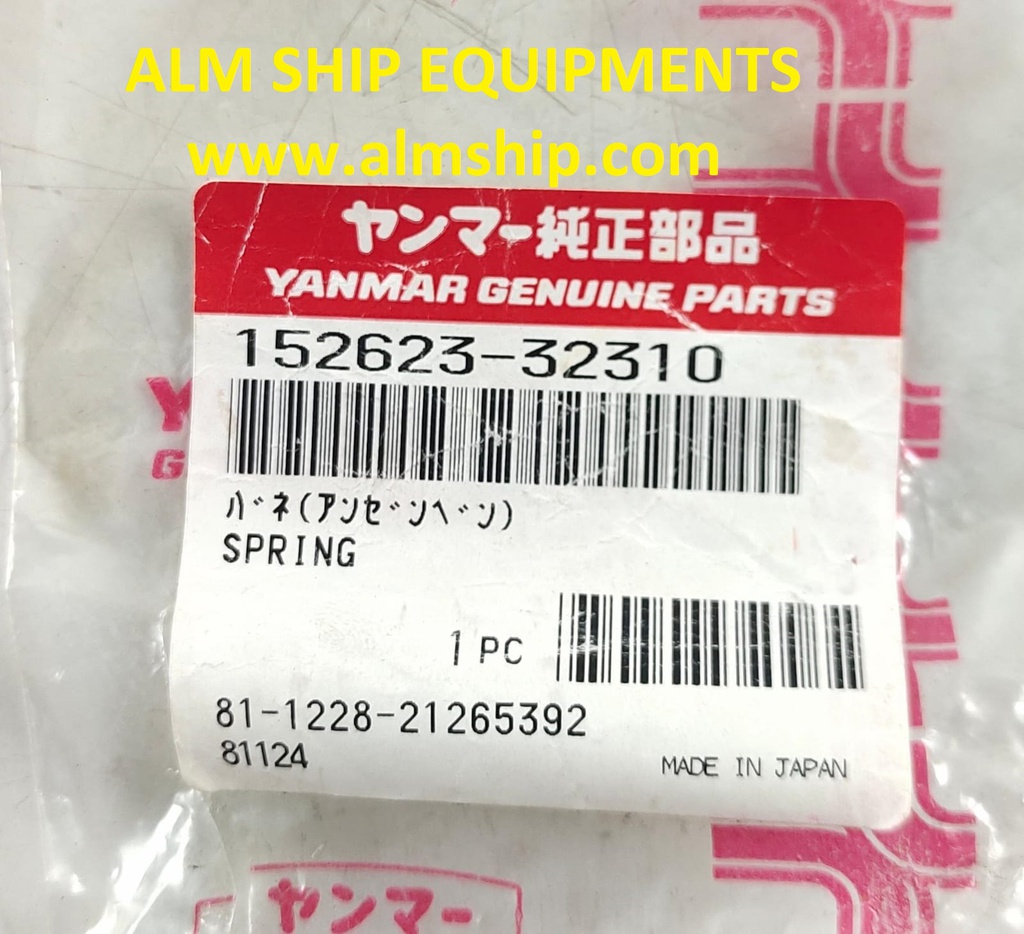 ALM SHIP EQUIPMENTS
www.almship.com
ヤンマー純正部品
YANMAR GENUINE PARTS
152623-32310
バネ(アンゼンベン)
SPRING
1 PC
81-1228-21265392
81124
MADE IN JAPAN
ヤンマー